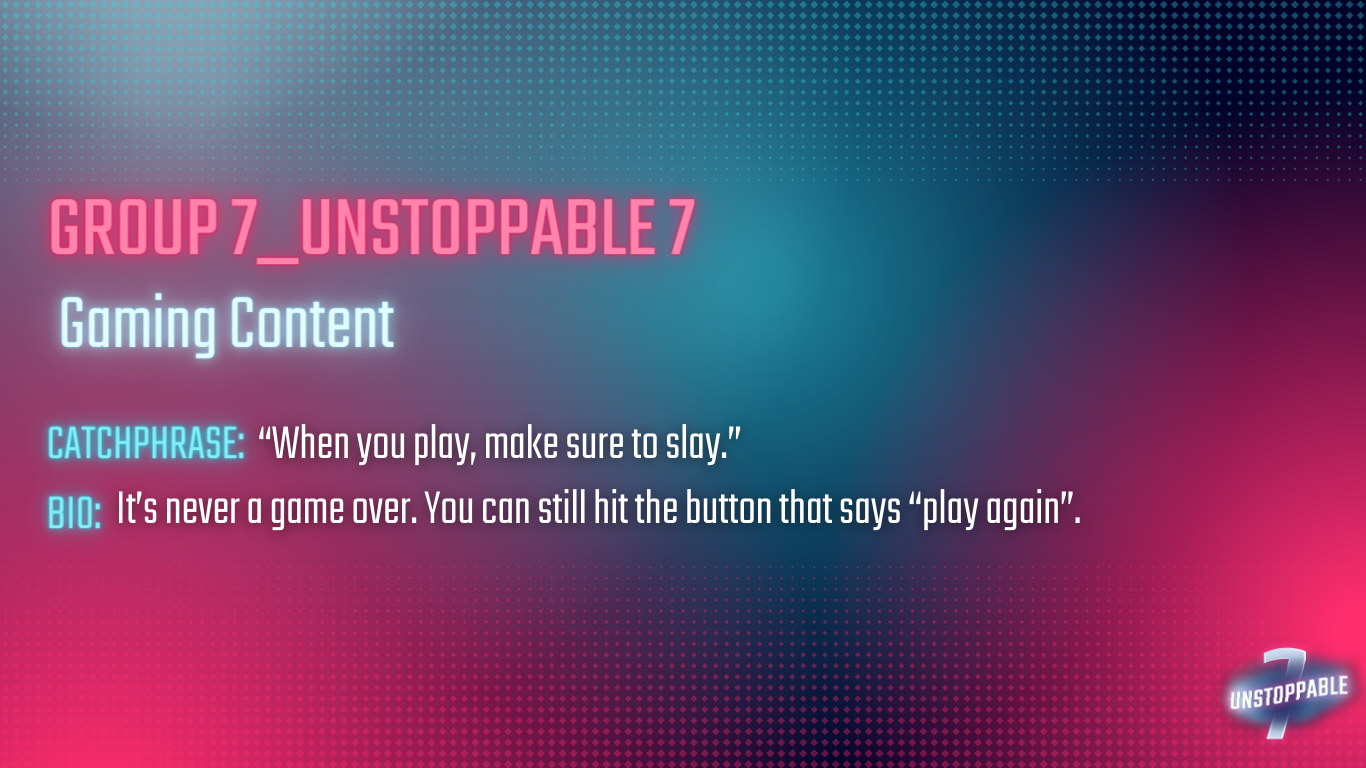 GROUP 7_UNSTOPPABLE 7
Gaming Content
CATCHPHRASE: “When you play, make sure to slay.”
BIO: It’s never a game over. You can still hit the button that says “play again”.
7
UNSTOPPABLE